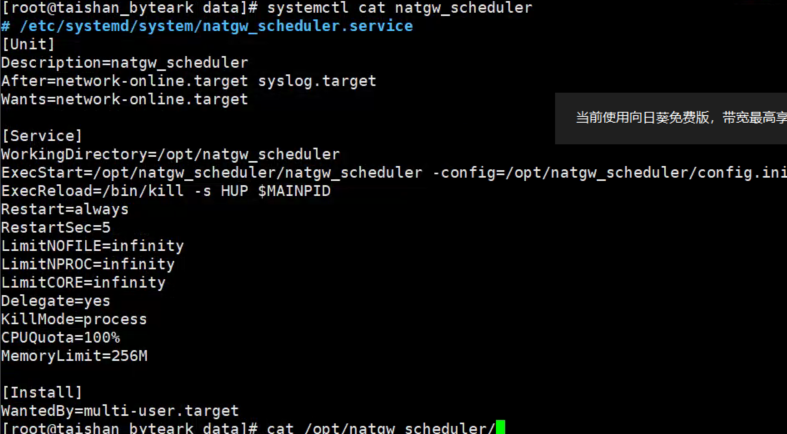 [root@taishan_byteark data]# systemctl cat natgw_scheduler
# /etc/systemd/system/natgw_scheduler.service
[Unit]
Description=natgw_scheduler
After=network-online.target syslog.target
Wants=network-online.target
当前使用向日葵免费版，带宽最高享
[Service]
WorkingDirectory=/opt/natgw_scheduler
ExecStart=/opt/natgw_scheduler/natgw_scheduler -config=/opt/natgw_scheduler/config.ini
ExecReload=/bin/kill -s HUP $MAINPID
Restart=always
RestartSec=5
LimitNOFILE=infinity
LimitNPROC=infinity
LimitCORE=infinity
Delegate=yes
KillMode=process
CPUQuota=100%
MemoryLimit=256M
[Install]
WantedBy=multi-user.target
[root@taishan_byteark data]# cat /opt/natgw_scheduler/